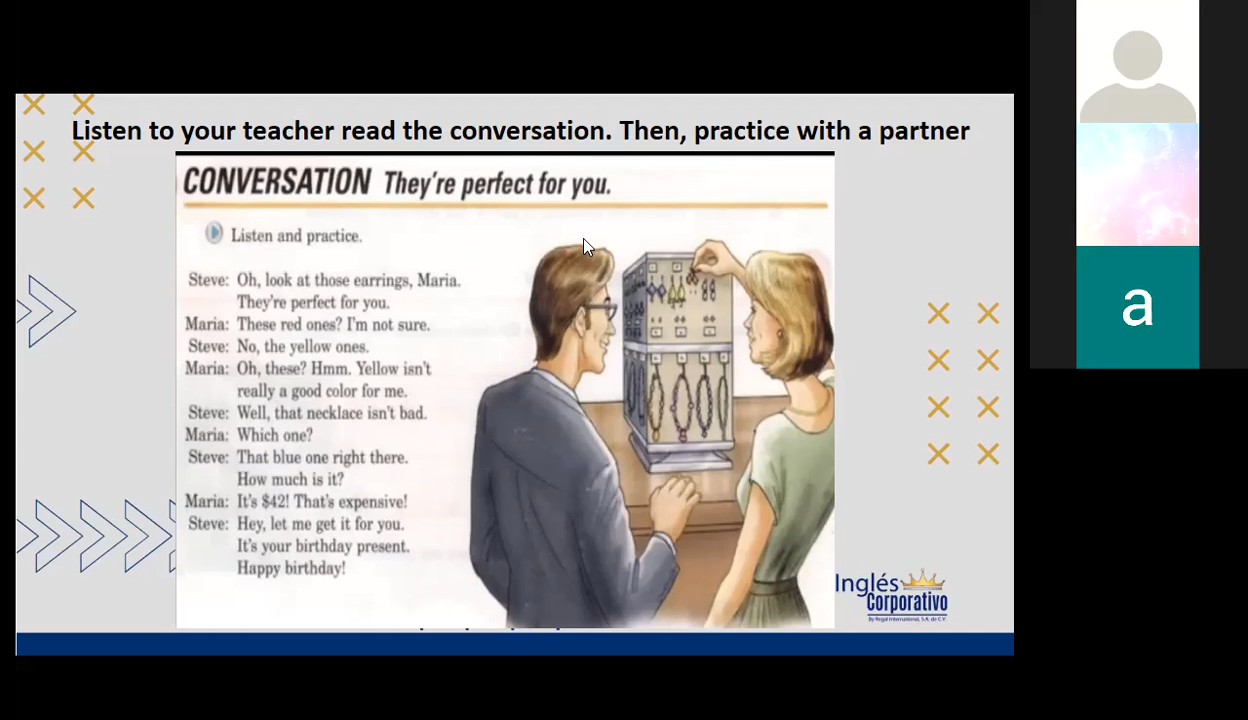 Listen to your teacher read the conversation. Then, practice with a partner
CONVERSATION They're perfect for you.
Listen and practice.
Steve: Oh, look at those earrings, Maria.
They're perfect for you.
Maria: These red ones? I'm not sure.
Steve: No, the yellow ones.
Maria: Oh, these? Hmm. Yellow isn't
really a good color for me.
Steve: Well, that necklace isn't bad.
Maria: Which one?
Steve: That blue one right there.
How much is it?
Maria: It's $42! That's expensive!
Steve: Hey, let me get it for you.
It's your birthday present.
Happy birthday!
Inglés
Corporativo
By Regal International, S.A. de C.V.
a